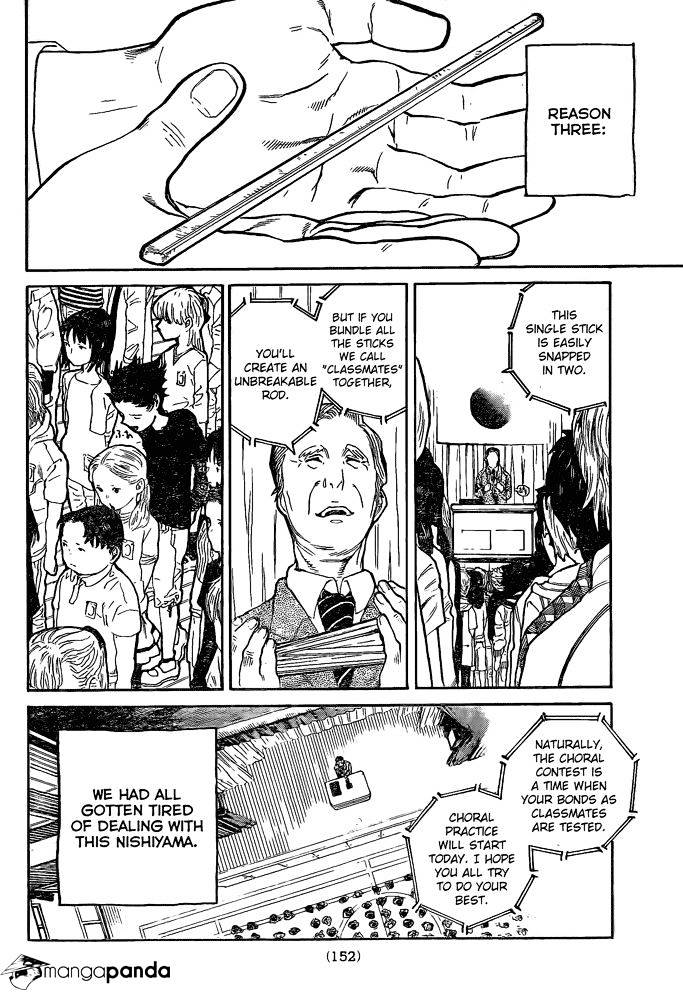 REASON
THREE:
THIS
SINGLE STICK
IS EASILY
SNAPPED
IN TWO.
BUT IF YOU
BUNDLE ALL
THE STICKS
WE CALL
"CLASSMATES"
TOGETHER,
YOU'LL
CREATE AN
UNBREAKABLE
ROD.
NATURALLY,
THE CHORAL
CONTEST IS
A TIME WHEN
YOUR BONDS AS
CLASSMATES
ARE TESTED.
CHORAL
PRACTICE
WILL START
TODAY. I HOPE
YOU ALL TRY
TO DO YOUR
BEST.
WE HAD ALL
GOTTEN TIRED
OF DEALING WITH
THIS NISHIYAMA.
(152)
mangapanda